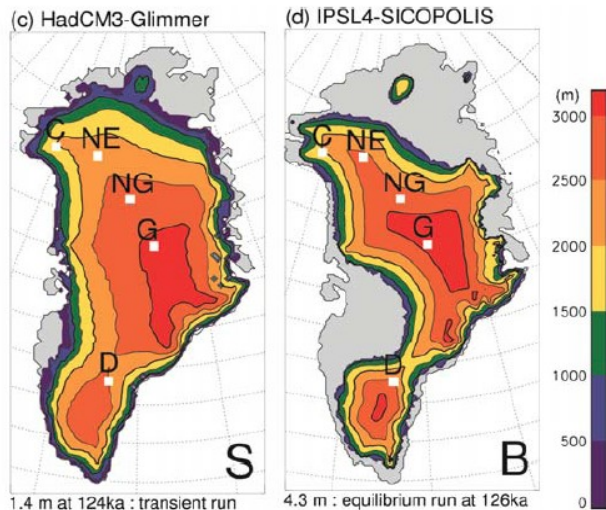 (c) HadCM3-Glimmer
(d) IPSL4-SICOPOLIS
(m)
3000
2500
2000
1500
1000
500
0
C
NE
NG
G
D
S
C
NE
NG
G
D
B
1.4 m at 124ka : transient run
4.3 m : equilibrium run at 126ka